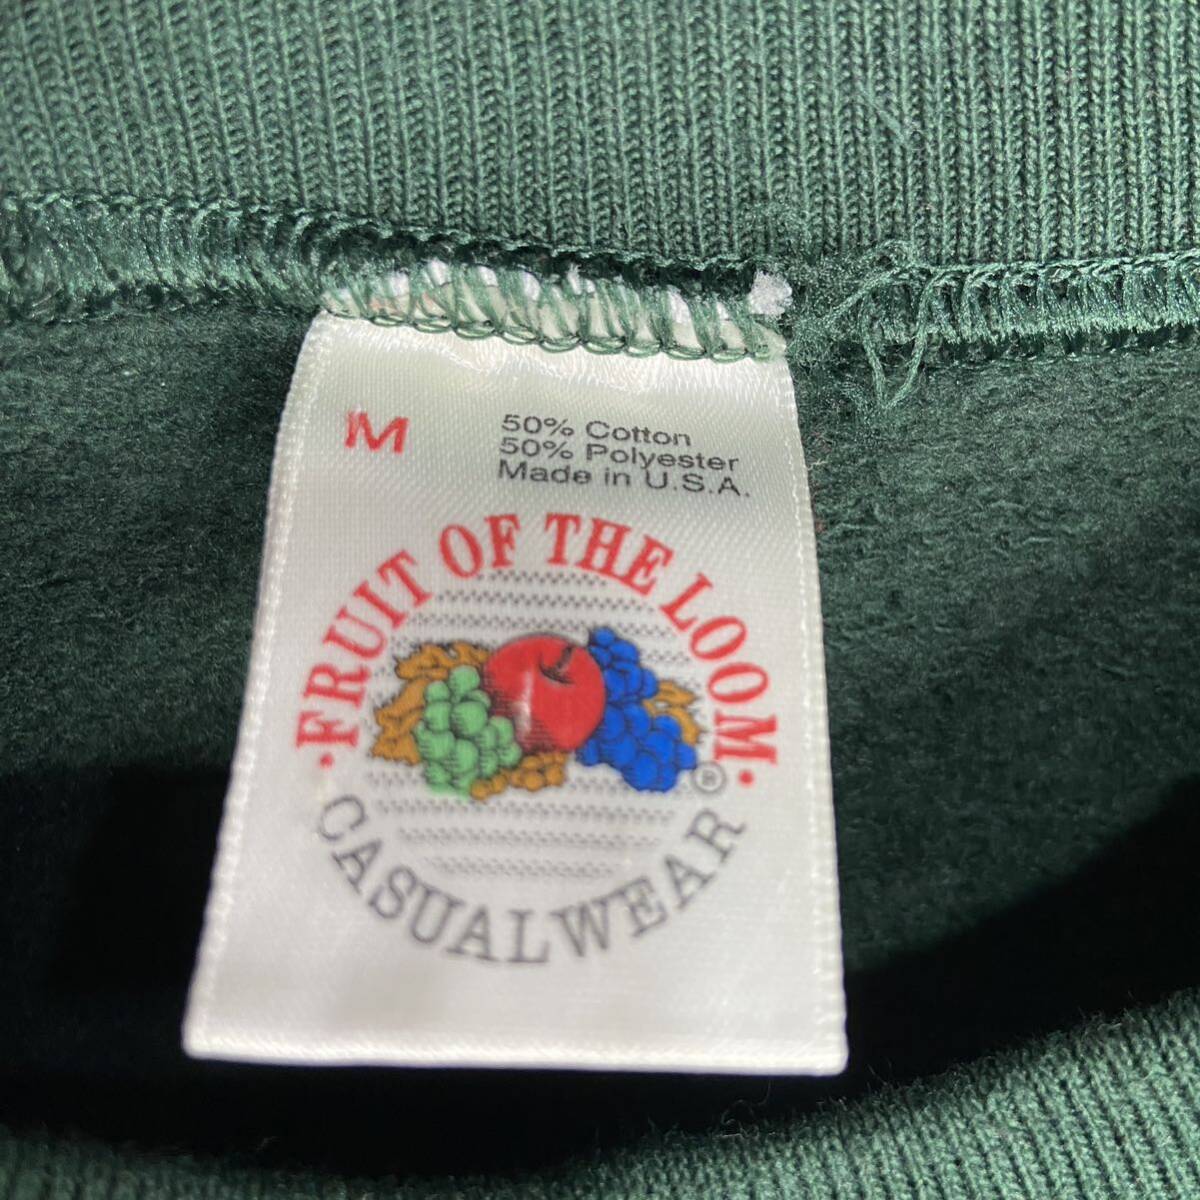 M
50% Cotton
50% Polyester
Made in U.S.A.
·FRUIT OF THE LOOM·
®
CASUALWEAR